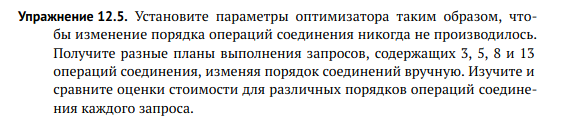 Упражнение 12.5. Установите параметры оптимизатора таким образом, что-
бы изменение порядка операций соединения никогда не производилось.
Получите разные планы выполнения запросов, содержащих 3, 5, 8 и 13
операций соединения, изменяя порядок соединений вручную. Изучите и
сравните оценки стоимости для различных порядков операций соедине-
ния каждого запроса.